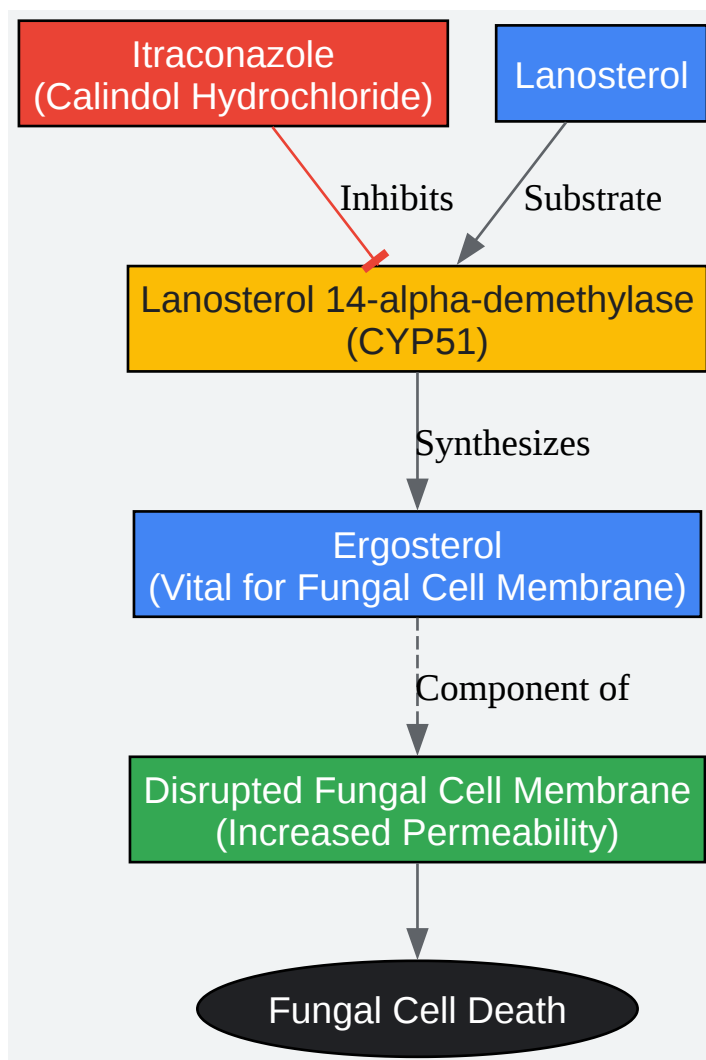 Itraconazole
(Calindol Hydrochloride)
Lanosterol
Inhibits
Substrate
Lanosterol 14-alpha-demethylase
(CYP51)
Synthesizes
Ergosterol
(Vital for Fungal Cell Membrane)
Component of
Disrupted Fungal Cell Membrane
(Increased Permeability)
Fungal Cell Death